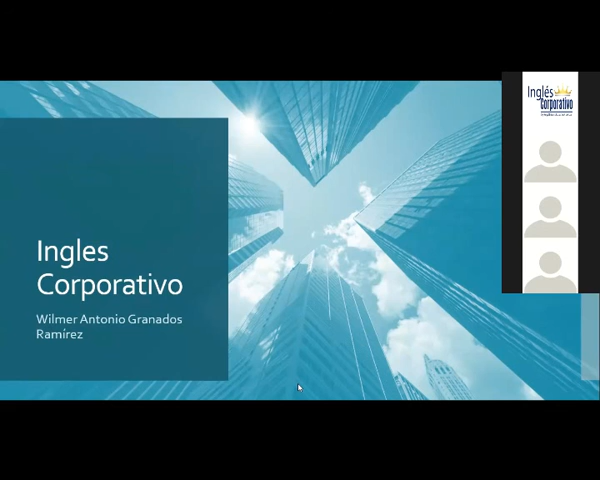 Ingles
Corporativo
Wilmer Antonio Granados
Ramírez
Inglés
Corporativo